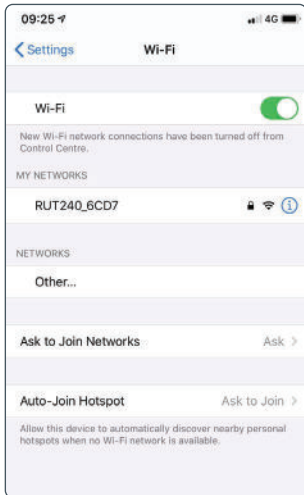 09:25 4G
Settings Wi-Fi
Wi-Fi
New Wi-Fi network connections have been turned off from
Control Centre.
MY NETWORKS
RUT240_6CD7
NETWORKS
Other...
Ask to Join Networks Ask
Auto-Join Hotspot Ask to Join
Allow this device to automatically discover nearby personal
hotspots when no Wi-Fi network is available.